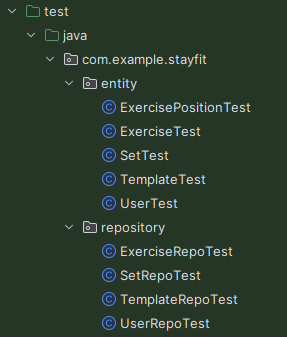 test
java
com.example.stayfit
entity
ExercisePositionTest
ExerciseTest
SetTest
TemplateTest
UserTest
repository
ExerciseRepoTest
SetRepoTest
TemplateRepoTest
UserRepoTest